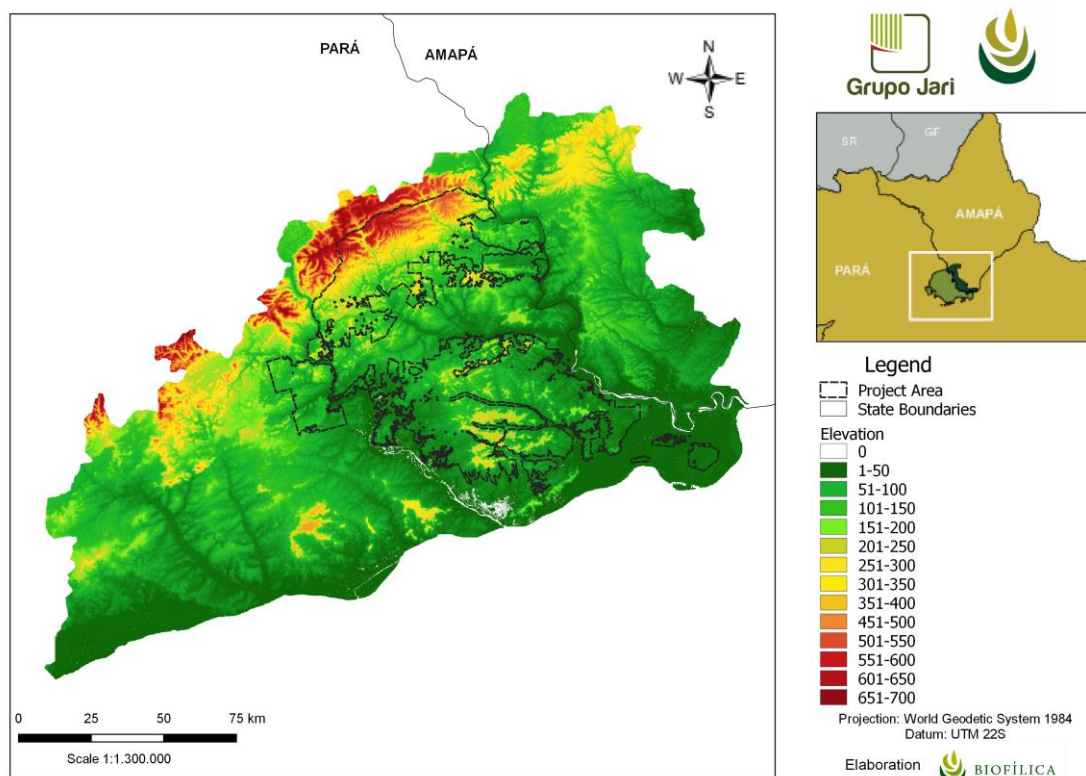 PARÁ
AMAPÁ
N
W E
S
0 25 50 75 km
Scale 1:1.300.000
Grupo Jari
SR
GF
AMAPÁ
PARÁ
Legend
Project Area
State Boundaries
Elevation
0
1-50
51-100
101-150
151-200
201-250
251-300
301-350
351-400
451-500
501-550
551-600
601-650
651-700
Projection: World Geodetic System 1984
Datum: UTM 22S
Elaboration
BIOFÍLICA